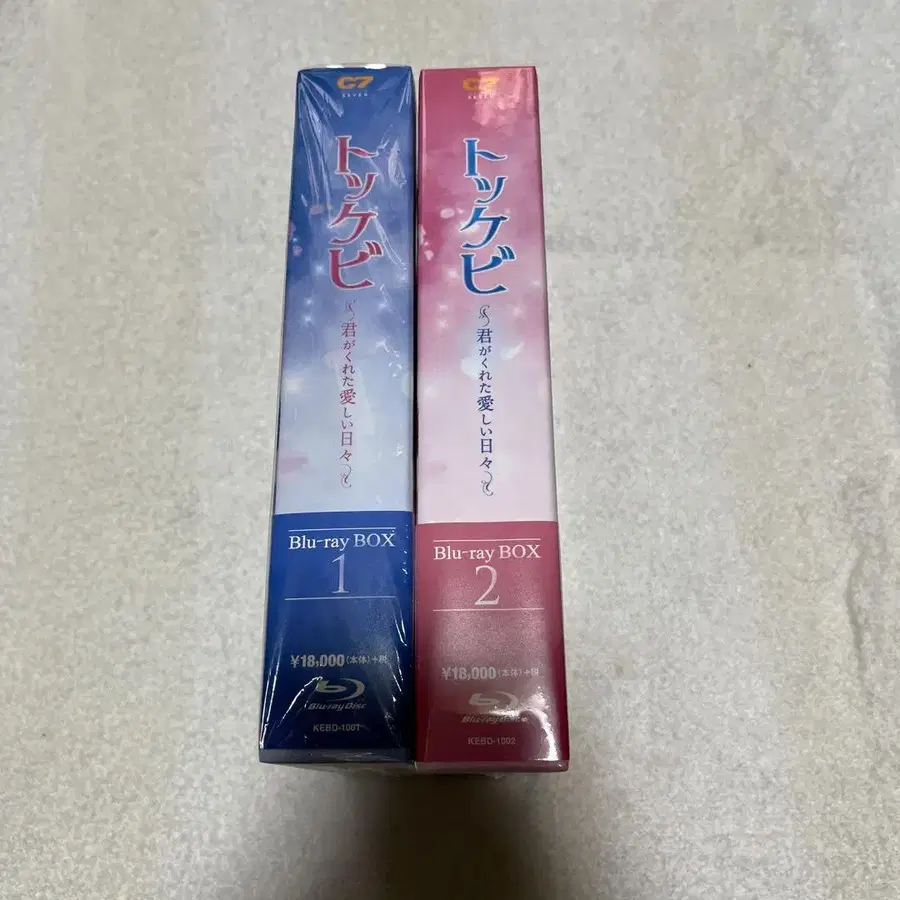 C7
SEVEN
トッケビ
君がくれた愛しい日々
Blu-ray BOX
1
¥18,000(本体)+税
Blu-ray Disc
KEBD-1001
C7
SEVEN
トッケビ
君がくれた愛しい日々
Blu-ray BOX
2
¥18,000(本体)+税
Blu-ray Disc
KEBD-1002